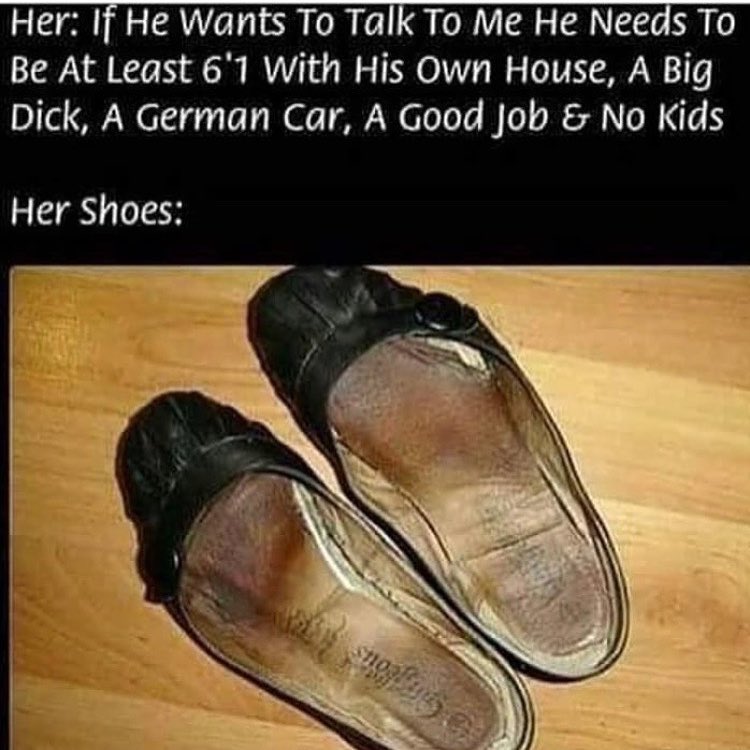 Her: If He Wants To Talk To Me He Needs To
Be At Least 6'1 With His Own House, A Big
Dick, A German Car, A Good Job & No Kids
Her Shoes: